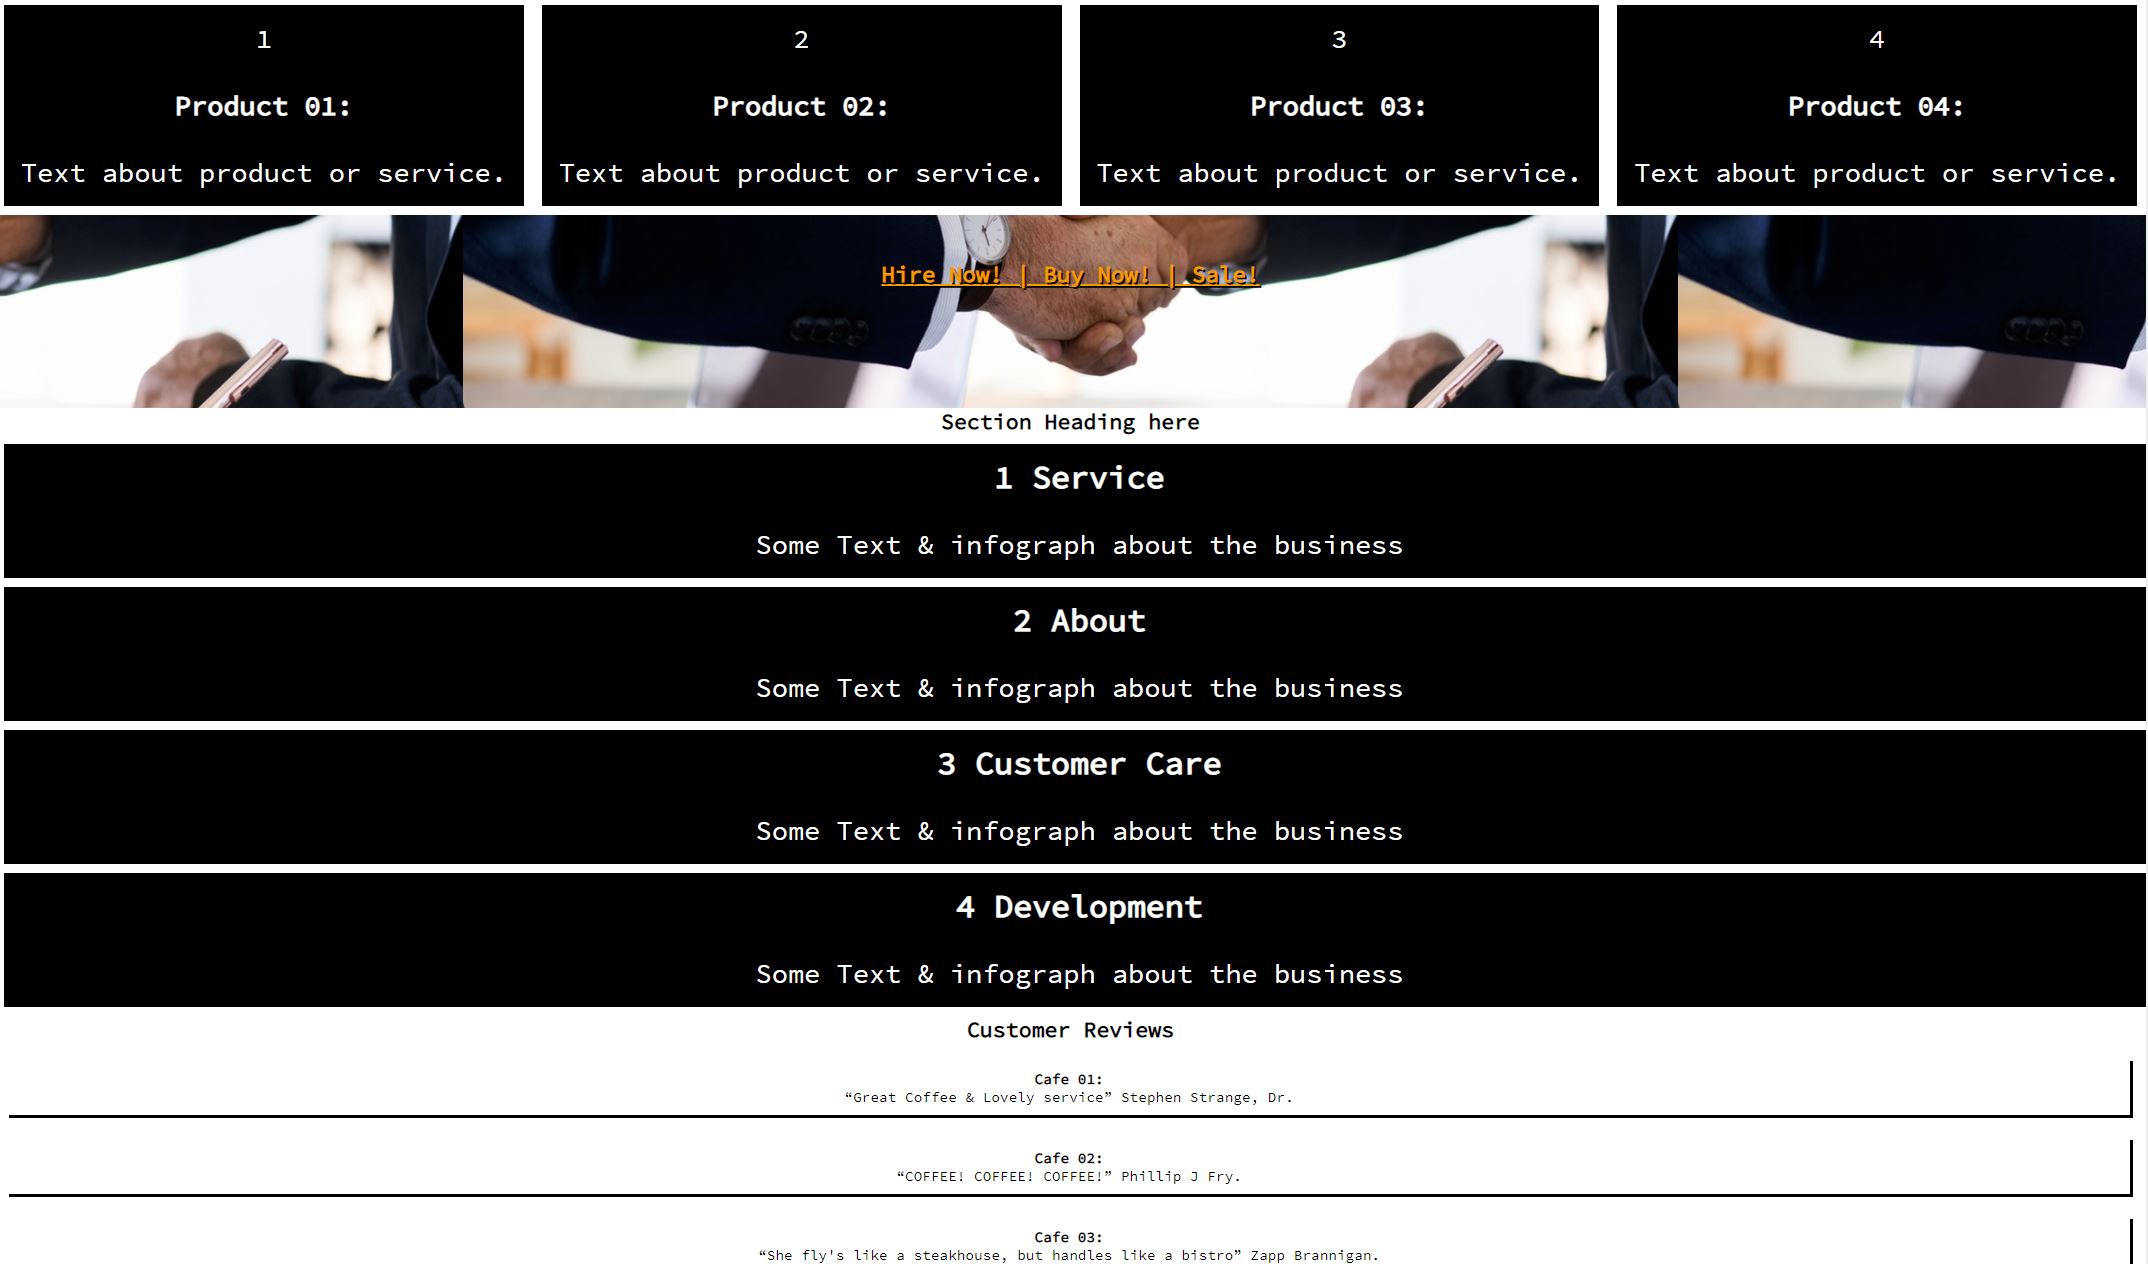 1
Product 01:
Text about product or service.
2
Product 02:
Text about product or service.
3
Product 03:
Text about product or service.
4
Product 04:
Text about product or service.
Hire Now! | Buy Now! | Sale!
Section Heading here
1 Service
Some Text & infograph about the business
2 About
Some Text & infograph about the business
3 Customer Care
Some Text & infograph about the business
4 Development
Some Text & infograph about the business
Customer Reviews
Cafe 01:
“Great Coffee & Lovely service” Stephen Strange, Dr.
Cafe 02:
“COFFEE! COFFEE! COFFEE!” Phillip J Fry.
Cafe 03:
“She fly's like a steakhouse, but handles like a bistro” Zapp Brannigan.